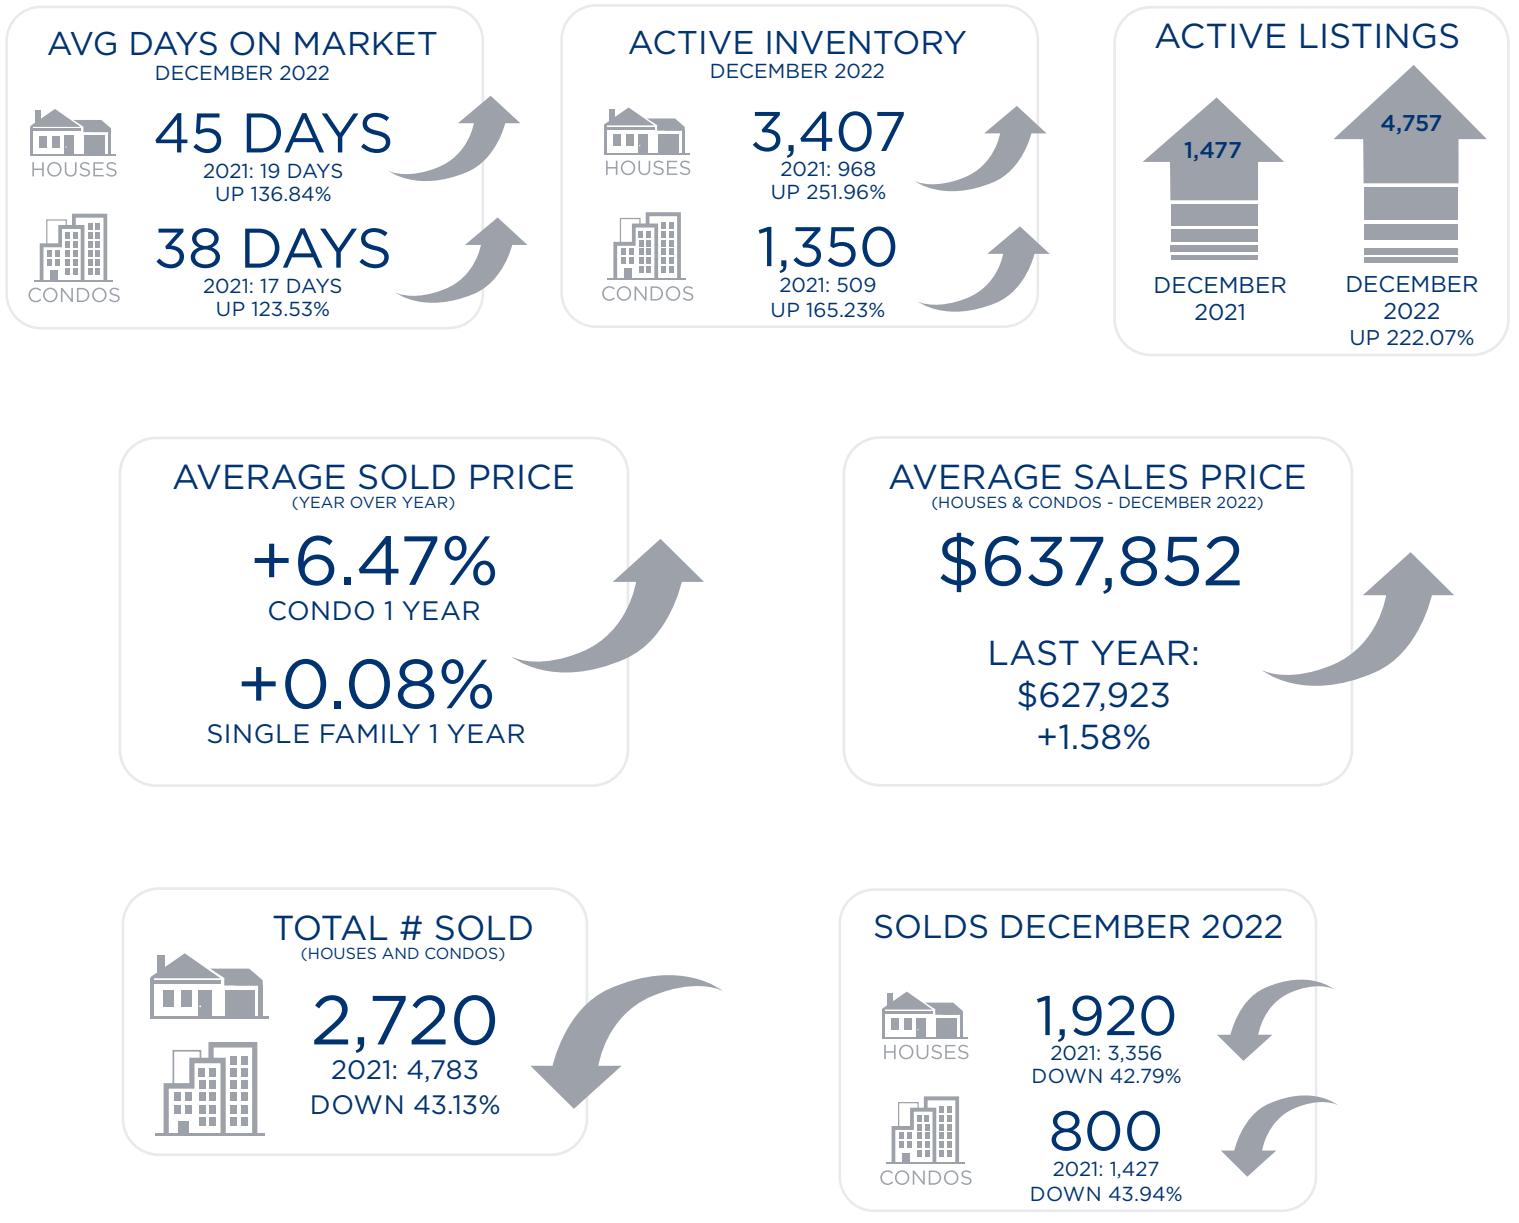 AVG DAYS ON MARKET
DECEMBER 2022
HOUSES
45 DAYS
2021: 19 DAYS
UP 136.84%
CONDOS
38 DAYS
2021: 17 DAYS
UP 123.53%
ACTIVE INVENTORY
DECEMBER 2022
HOUSES
3,407
2021: 968
UP 251.96%
CONDOS
1,350
2021: 509
UP 165.23%
ACTIVE LISTINGS
1,477
DECEMBER
2021
4,757
DECEMBER
2022
UP 222.07%
AVERAGE SOLD PRICE
(YEAR OVER YEAR)
+6.47%
CONDO 1 YEAR
+0.08%
SINGLE FAMILY 1 YEAR
AVERAGE SALES PRICE
(HOUSES & CONDOS - DECEMBER 2022)
$637,852
LAST YEAR:
$627,923
+1.58%
TOTAL # SOLD
(HOUSES AND CONDOS)
2,720
2021: 4,783
DOWN 43.13%
SOLDS DECEMBER 2022
HOUSES
1,920
2021: 3,356
DOWN 42.79%
CONDOS
800
2021: 1,427
DOWN 43.94%